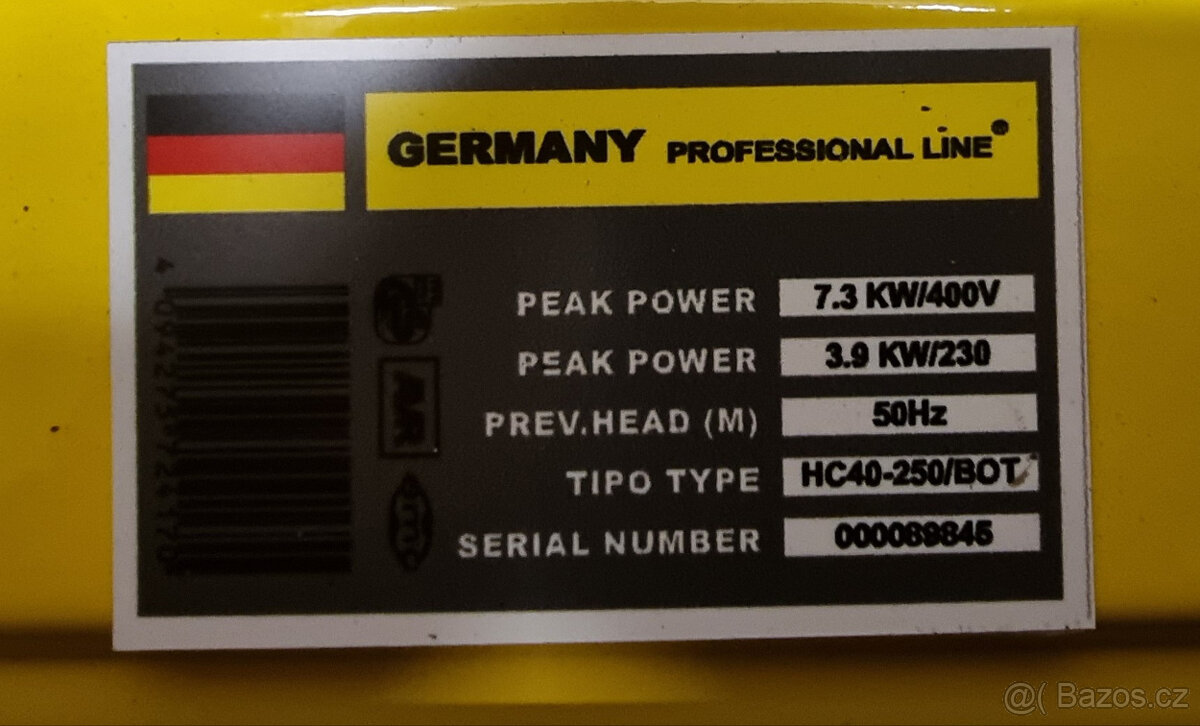 GERMANY PROFESSIONAL LINE®
PEAK POWER 7.3 KW/400V
PEAK POWER 3.9 KW/230
PREV.HEAD (M) 50Hz
TIPO TYPE HC40-250/BOT
SERIAL NUMBER 000089845
@( Bazos.cz